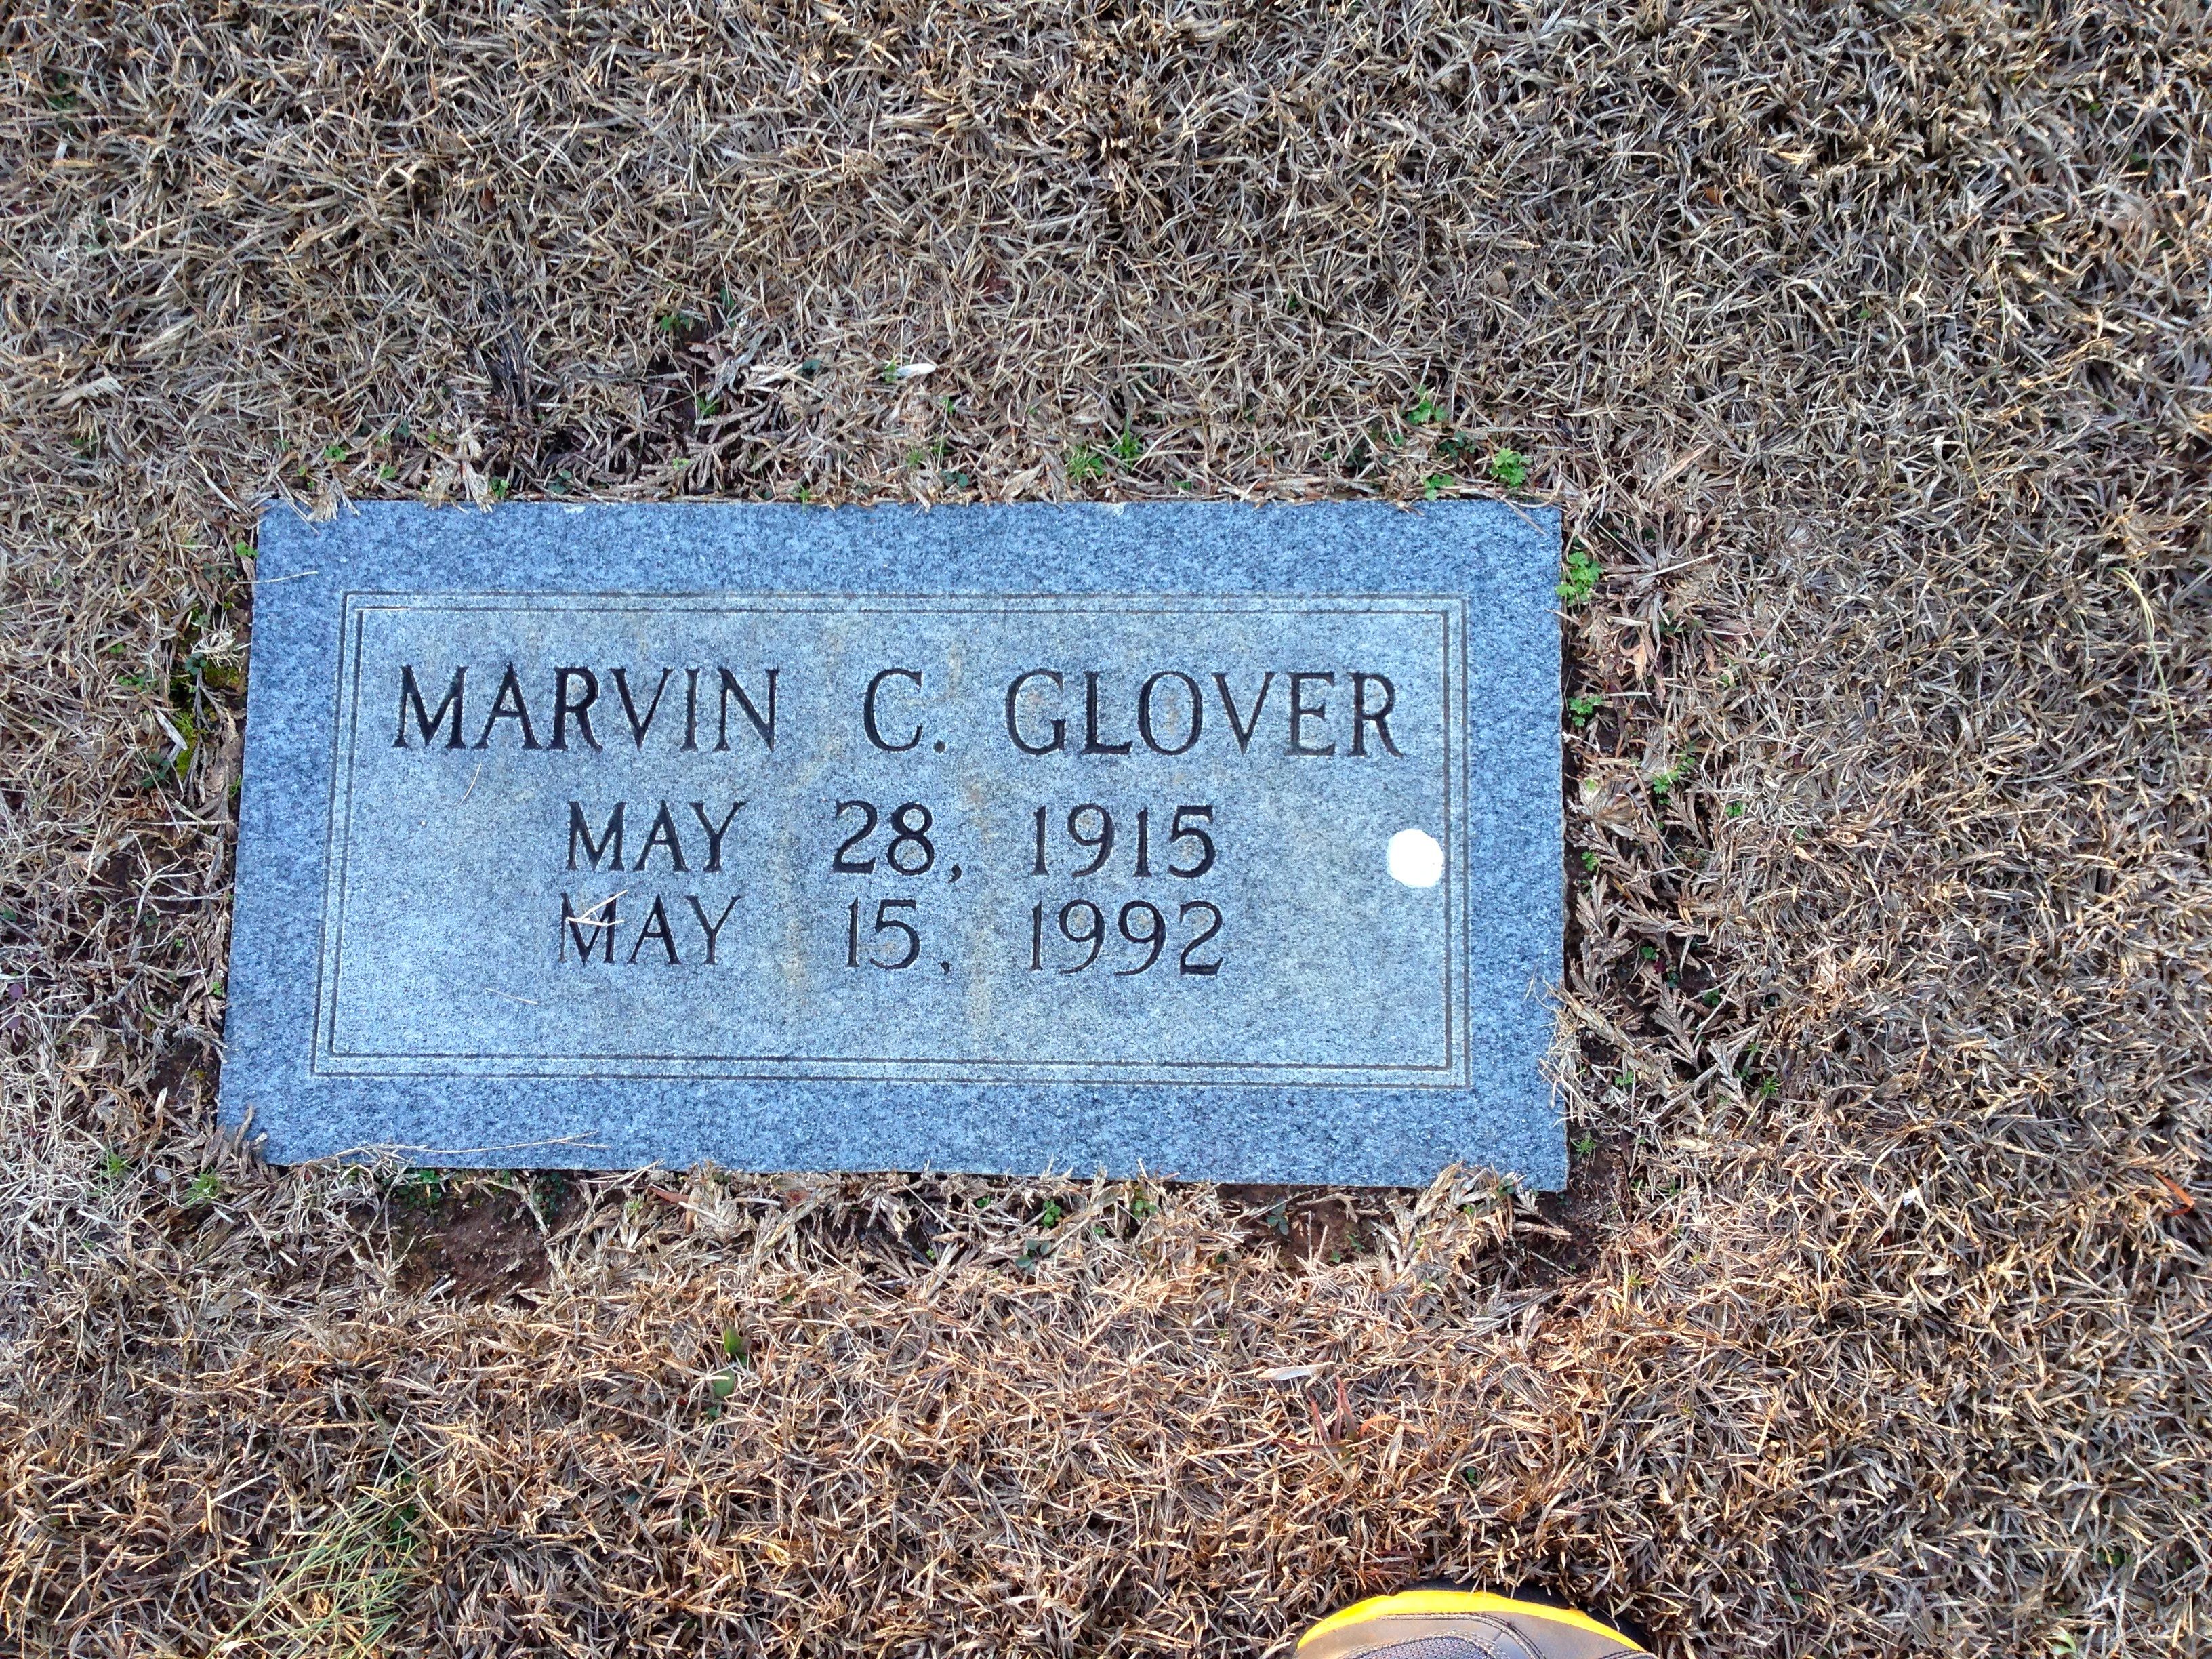 MARVIN C. GLOVER
MAY 28, 1915
MAY 15, 1992